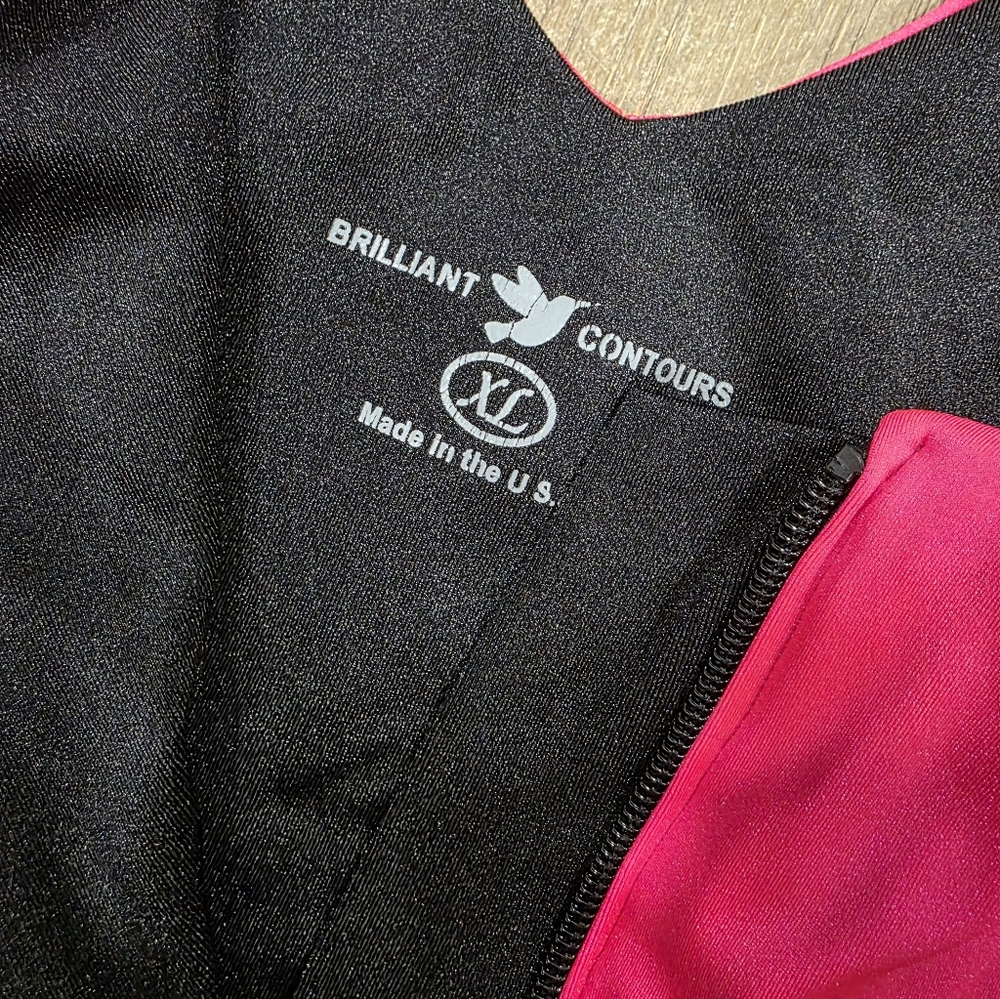 BRILLIANT CONTOURS
XL
Made in the U S.